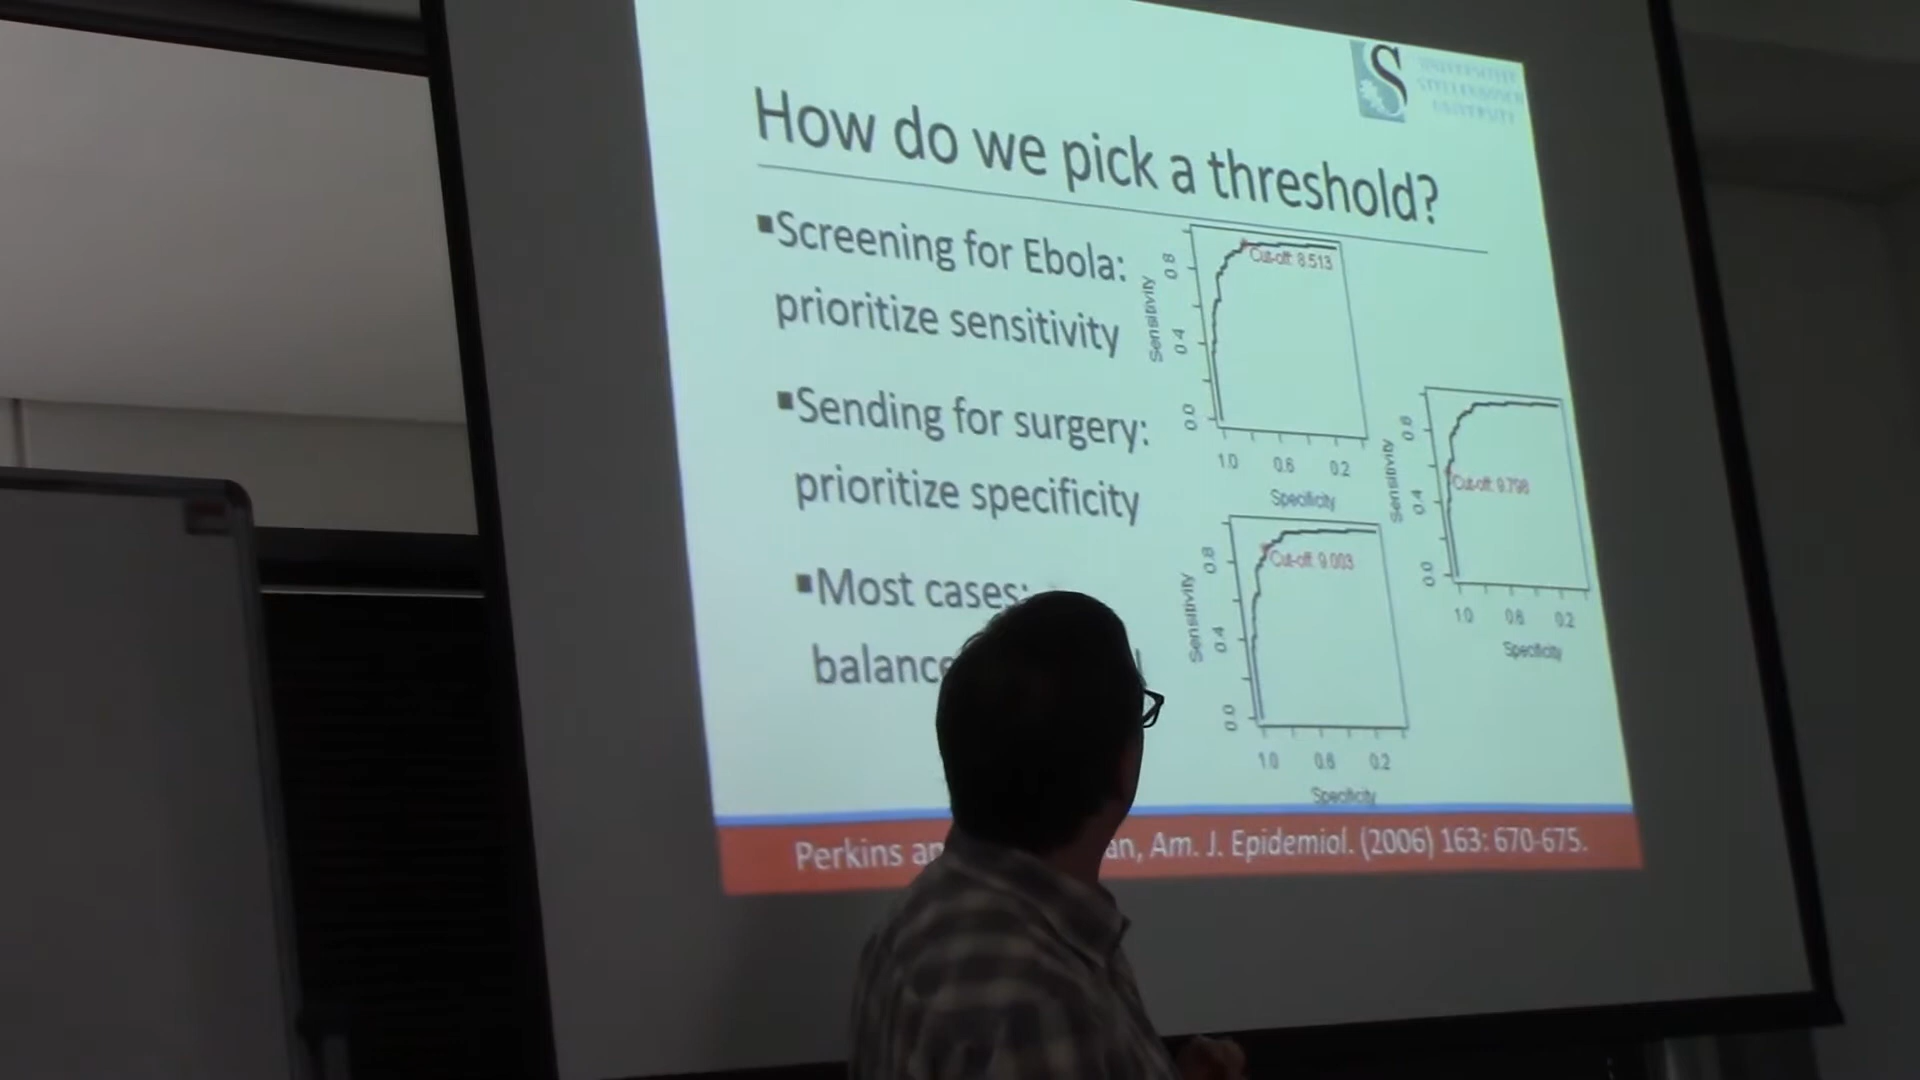 UNIVERSITEIT
STELLENBOSCH
UNIVERSITY
How do we pick a threshold?
▪Screening for Ebola:
prioritize sensitivity
▪Sending for surgery:
prioritize specificity
▪Most cases:
balance
Cut-off: 8.513
Sensitivity
0.0 0.4 0.8
1.0 0.6 0.2
Specificity
Cut-off: 9.798
Sensitivity
0.0 0.4 0.8
1.0 0.6 0.2
Specificity
Cut-off: 9.003
Sensitivity
0.0 0.4 0.8
1.0 0.6 0.2
Specificity
Perkins an, Am. J. Epidemiol. (2006) 163: 670-675.